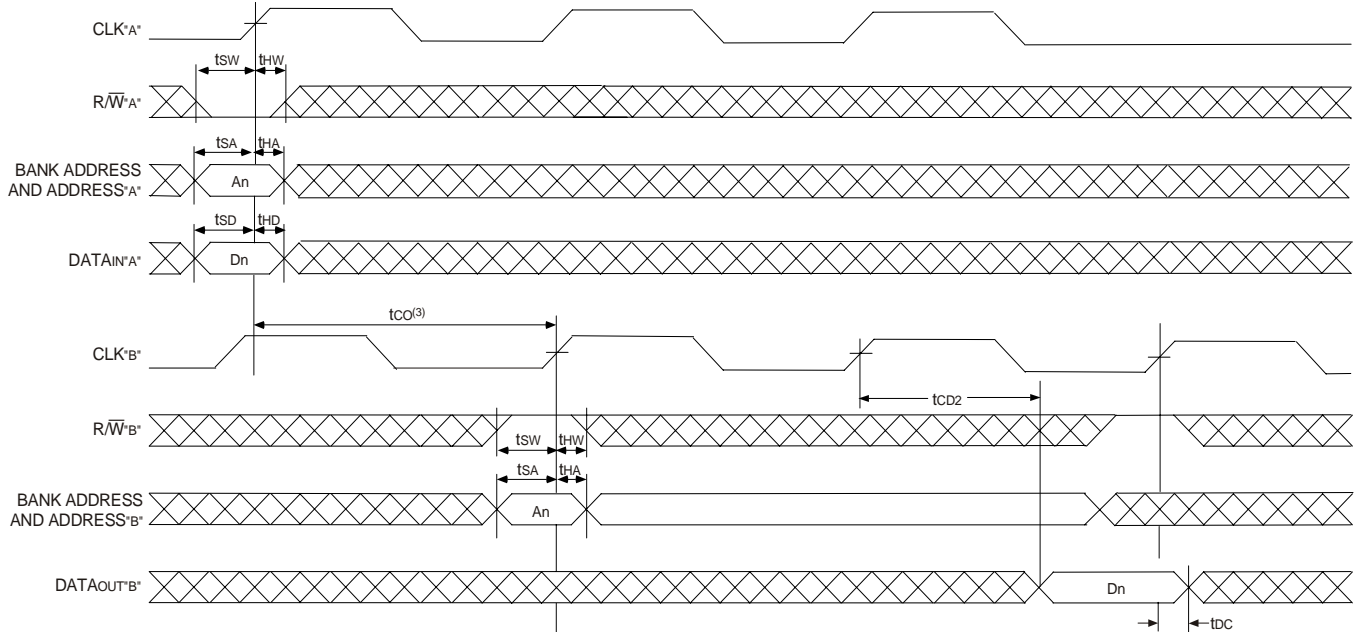 CLK"A"
tSW tHW
R/W̅"A"
tSA tHA
BANK ADDRESS
AND ADDRESS"A"
An
tSD tHD
DATAIN"A"
Dn
tCO(3)
CLK"B"
tCD2
R/W̅"B"
tSW tHW
tSA tHA
BANK ADDRESS
AND ADDRESS"B"
An
DATAOUT"B"
Dn
tDC